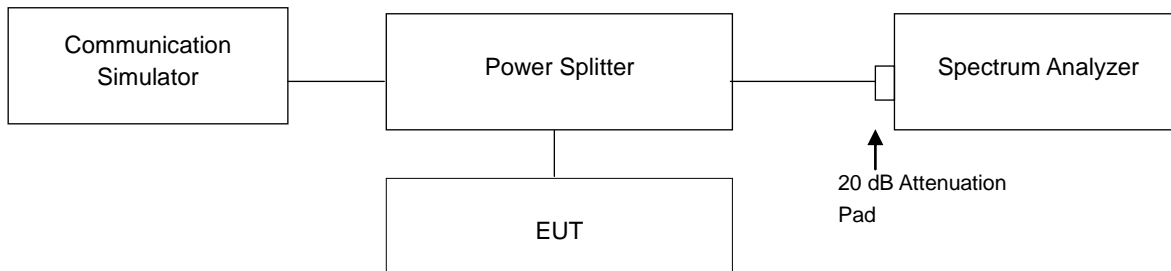 Communication
Simulator
Power Splitter
Spectrum Analyzer
20 dB Attenuation
Pad
EUT